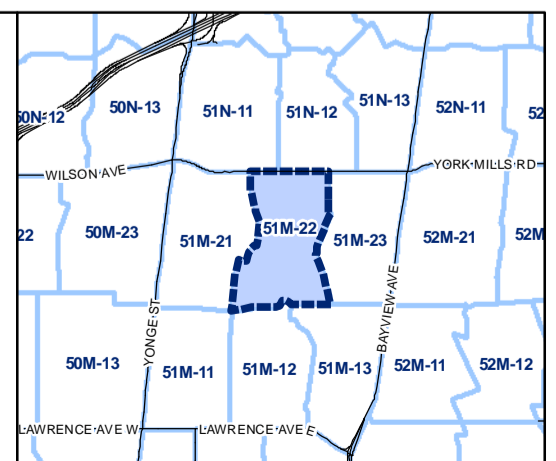 50N-12
50N-13
51N-11
51N-12
51N-13
52N-11
52
WILSON AVE
YORK MILLS RD
22
50M-23
51M-21
51M-22
51M-23
52M-21
52M
YONGE ST
BAYVIEW AVE
50M-13
51M-11
51M-12
51M-13
52M-11
52M-12
LAWRENCE AVE W
LAWRENCE AVE E